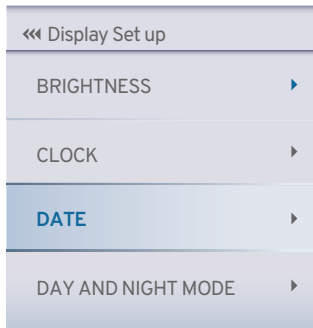 Display Set up
BRIGHTNESS
CLOCK
DATE
DAY AND NIGHT MODE